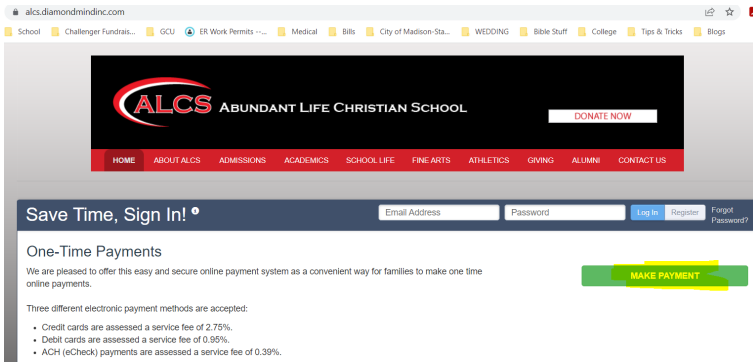 alcs.diamondmindinc.com
School Challenger Fundrais... GCU ER Work Permits --... Medical Bills City of Madison-Sta... WEDDING Bible Stuff College Tips & Tricks Blogs
ALCS ABUNDANT LIFE CHRISTIAN SCHOOL
DONATE NOW
HOME ABOUT ALCS ADMISSIONS ACADEMICS SCHOOL LIFE FINE ARTS ATHLETICS GIVING ALUMNI CONTACT US
Save Time, Sign In! Email Address Password Log In Register Forgot
Password?
One-Time Payments
We are pleased to offer this easy and secure online payment system as a convenient way for families to make one time
online payments.
MAKE PAYMENT
Three different electronic payment methods are accepted:
• Credit cards are assessed a service fee of 2.75%.
• Debit cards are assessed a service fee of 0.95%.
• ACH (eCheck) payments are assessed a service fee of 0.39%.